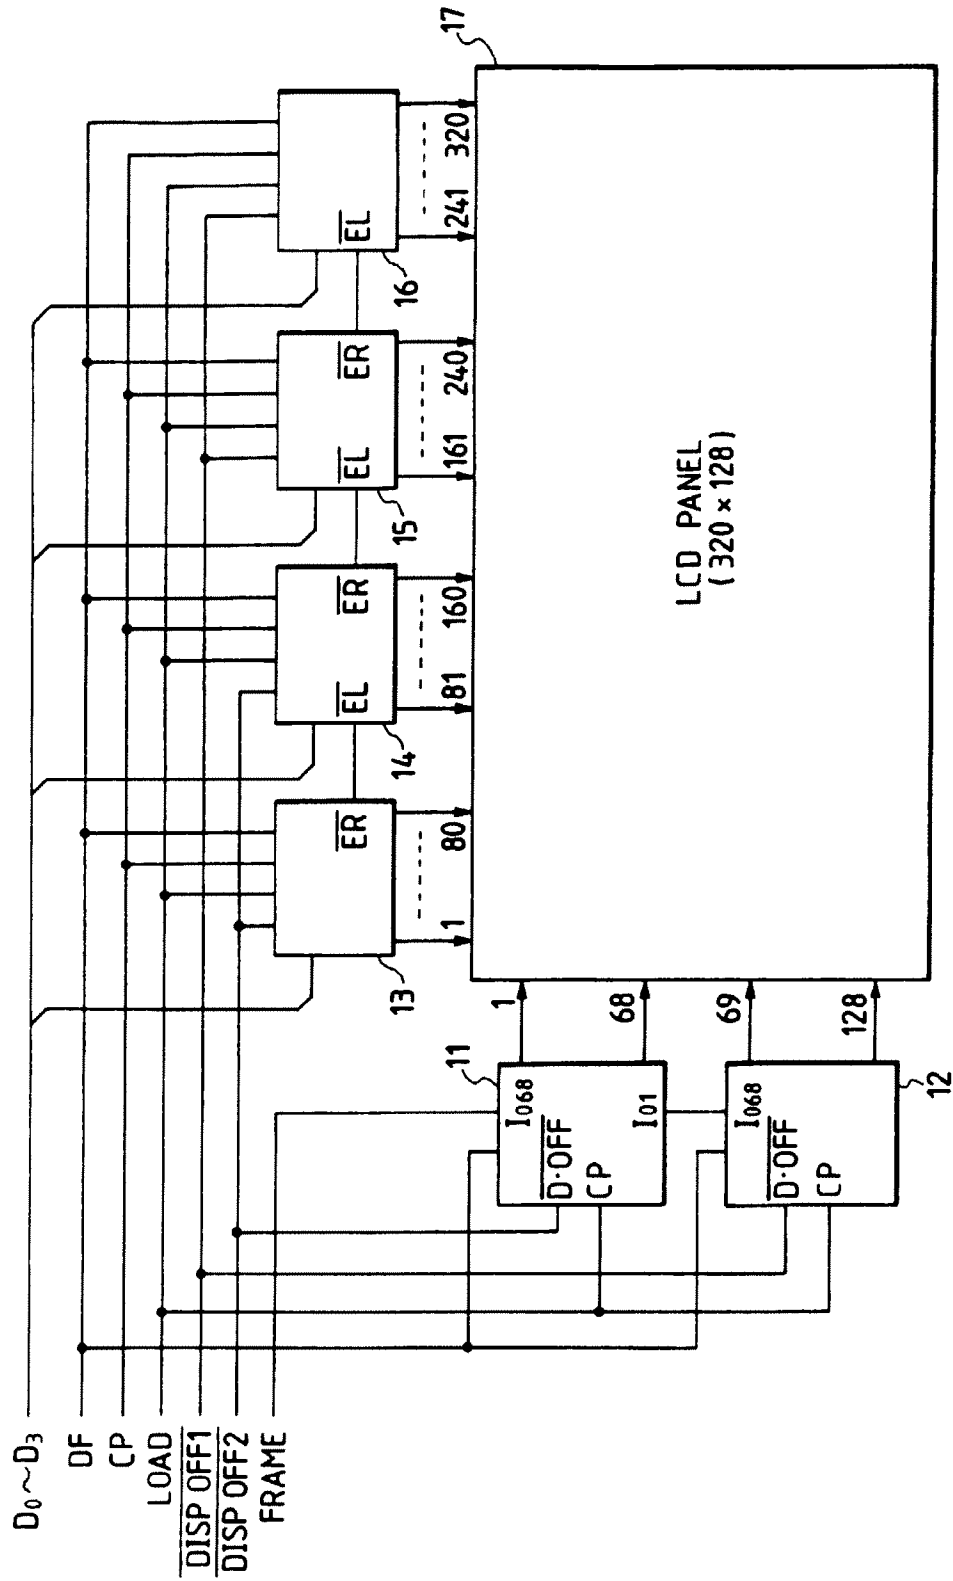 D0~D3
DF
CP
LOAD
DISP OFF1
DISP OFF2
FRAME
13
ER
14
EL
ER
15
EL
ER
16
EL
1
80
81
160
161
240
241
320
17
11
I068
D·OFF
CP
I01
1
68
12
I068
D·OFF
CP
69
128
LCD PANEL
(320 × 128)